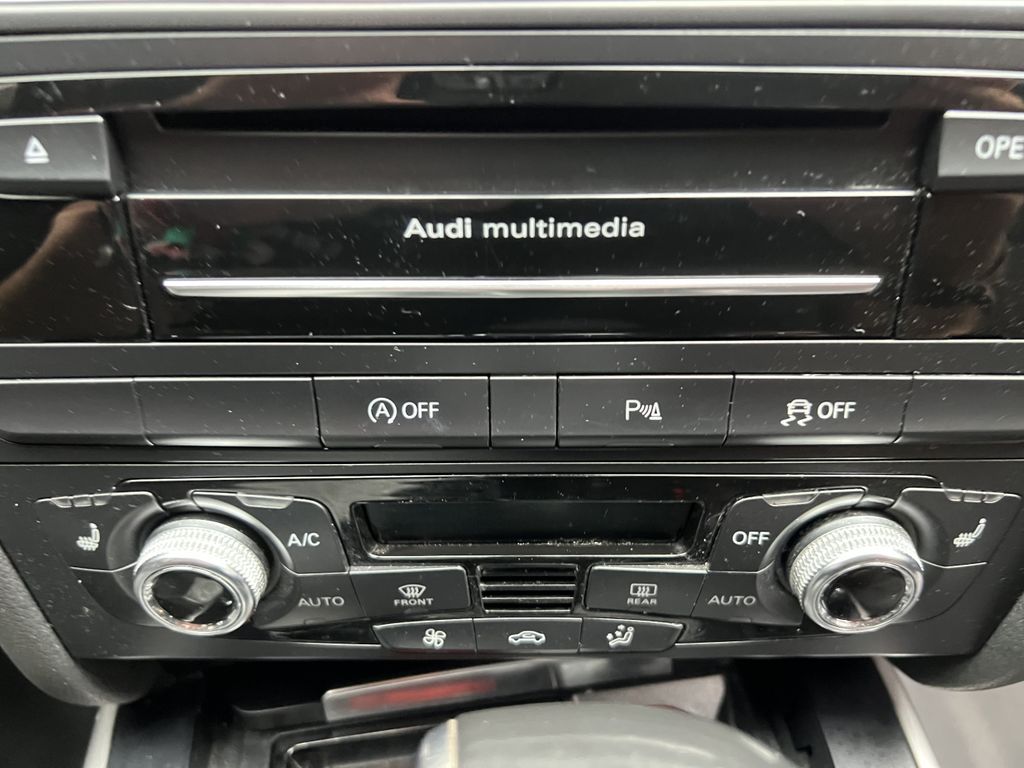 OPE
Audi multimedia
A OFF
P
OFF
A/C
OFF
AUTO
FRONT
REAR
AUTO